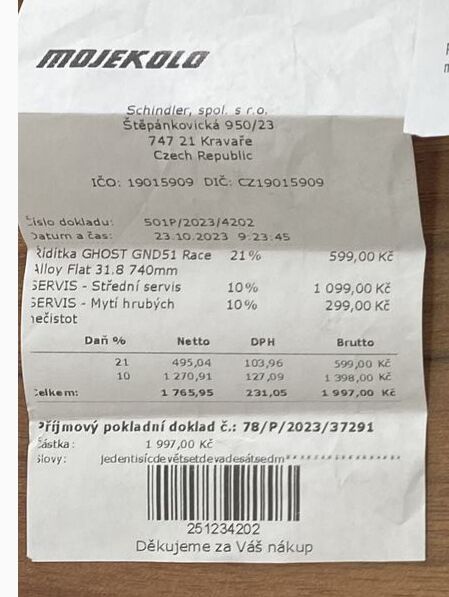 MOJEKOLO
Schindler, spol. s r.o.
Štěpánkovická 950/23
747 21 Kravaře
Czech Republic
IČO: 19015909 DIČ: CZ19015909
íslo dokladu: 501P/2023/4202
Datum a čas: 23.10.2023 9:23:45
Řidítka GHOST GND51 Race 21% 599,00 Kč
Alloy Flat 31.8 740mm
SERVIS - Střední servis 10% 1 099,00 Kč
SERVIS - Mytí hrubých 10% 299,00 Kč
nečistot
Daň % Netto DPH Brutto
21 495,04 103,96 599,00 Kč
10 1 270,91 127,09 1 398,00 Kč
Celkem: 1 765,95 231,05 1 997,00 Kč
Příjmový pokladní doklad č.: 78/P/2023/37291
Částka: 1 997,00 Kč
Slovy: jedentisícdevětsetdevadesátsedm
251234202
Děkujeme za Váš nákup